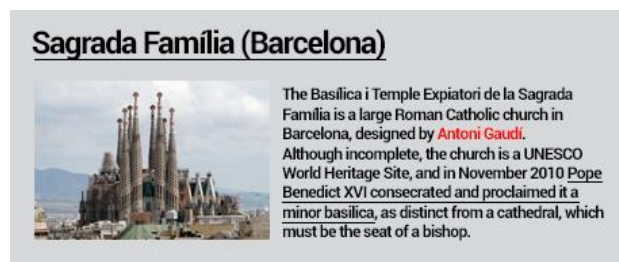 Sagrada Família (Barcelona)
The Basílica i Temple Expiatori de la Sagrada
Família is a large Roman Catholic church in
Barcelona, designed by Antoni Gaudí.
Although incomplete, the church is a UNESCO
World Heritage Site, and in November 2010 Pope
Benedict XVI consecrated and proclaimed it a
minor basilica, as distinct from a cathedral, which
must be the seat of a bishop.